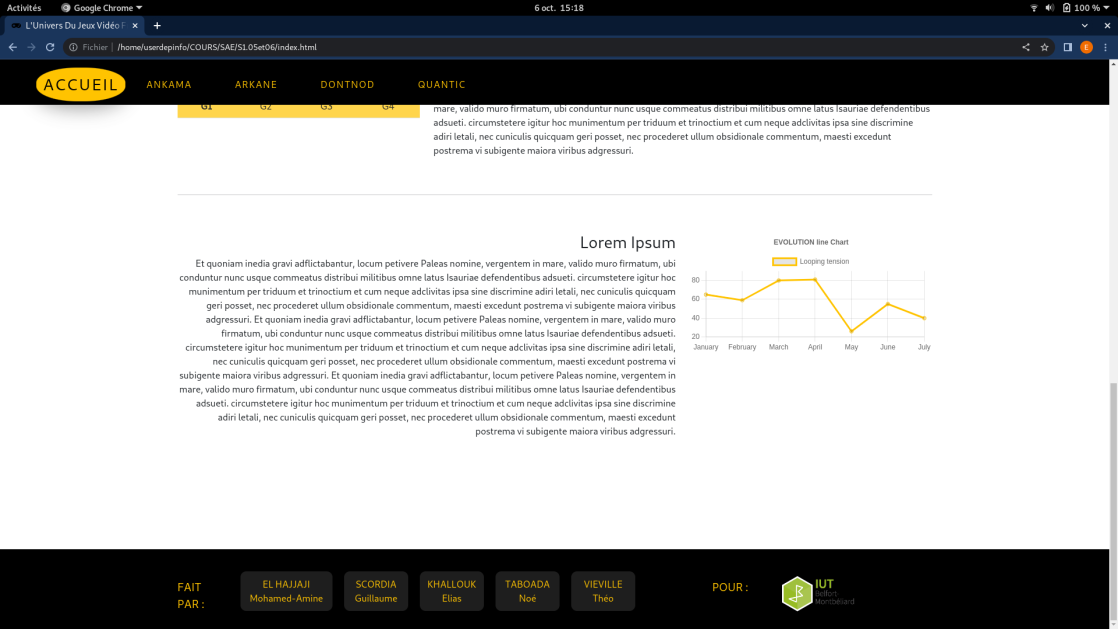 Activités
Google Chrome
6 oct. 15:18
100 %
L'Univers Du Jeux Vidéo F
Fichier
/home/userdepinfo/COURS/SAE/S1.05et06/index.html
E
ACCUEIL
ANKAMA
ARKANE
DONTNOD
QUANTIC
G1
G2
G3
G4
mare, valido muro firmatum, ubi conduntur nunc usque commeatus distribui militibus omne latus Isauriae defendentibus
adsueti. circumstetere igitur hoc munimentum per triduum et trinoctium et cum neque adclivitas ipsa sine discrimine
adiri letali, nec cuniculis quicquam geri posset, nec procederet ullum obsidionale commentum, maesti excedunt
postrema vi subigente maiora viribus adgressuri.
Lorem Ipsum
Et quoniam inedia gravi adflictabantur, locum petivere Paleas nomine, vergentem in mare, valido muro firmatum, ubi
conduntur nunc usque commeatus distribui militibus omne latus Isauriae defendentibus adsueti. circumstetere igitur hoc
munimentum per triduum et trinoctium et cum neque adclivitas ipsa sine discrimine adiri letali, nec cuniculis quicquam
geri posset, nec procederet ullum obsidionale commentum, maesti excedunt postrema vi subigente maiora viribus
adgressuri. Et quoniam inedia gravi adflictabantur, locum petivere Paleas nomine, vergentem in mare, valido muro
firmatum, ubi conduntur nunc usque commeatus distribui militibus omne latus Isauriae defendentibus adsueti.
circumstetere igitur hoc munimentum per triduum et trinoctium et cum neque adclivitas ipsa sine discrimine adiri letali,
nec cuniculis quicquam geri posset, nec procederet ullum obsidionale commentum, maesti excedunt postrema vi
subigente maiora viribus adgressuri. Et quoniam inedia gravi adflictabantur, locum petivere Paleas nomine, vergentem in
mare, valido muro firmatum, ubi conduntur nunc usque commeatus distribui militibus omne latus Isauriae defendentibus
adsueti. circumstetere igitur hoc munimentum per triduum et trinoctium et cum neque adclivitas ipsa sine discrimine
adiri letali, nec cuniculis quicquam geri posset, nec procederet ullum obsidionale commentum, maesti excedunt
postrema vi subigente maiora viribus adgressuri.
EVOLUTION line Chart
Looping tension
80
60
40
20
January
February
March
April
May
June
July
FAIT
PAR :
EL HAJJAJI
Mohamed-Amine
SCORDIA
Guillaume
KHALLOUK
Elias
TABOADA
Noé
VIEVILLE
Théo
POUR :
IUT
Belfort
Montbéliard